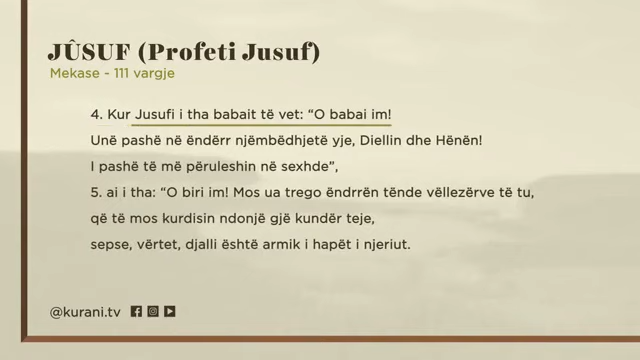 JÛSUF (Profeti Jusuf)
Mekase - 111 vargje
4. Kur Jusufi i tha babait të vet: “O babai im!
Unë pashë në ëndërr njëmbëdhjetë yje, Diellin dhe Hënën!
I pashë të më përuleshin në sexhde”,
5. ai i tha: “O biri im! Mos ua trego ëndrrën tënde vëllezërve të tu,
që të mos kurdisin ndonjë gjë kundër teje,
sepse, vërtet, djalli është armik i hapët i njeriut.
@kurani.tv